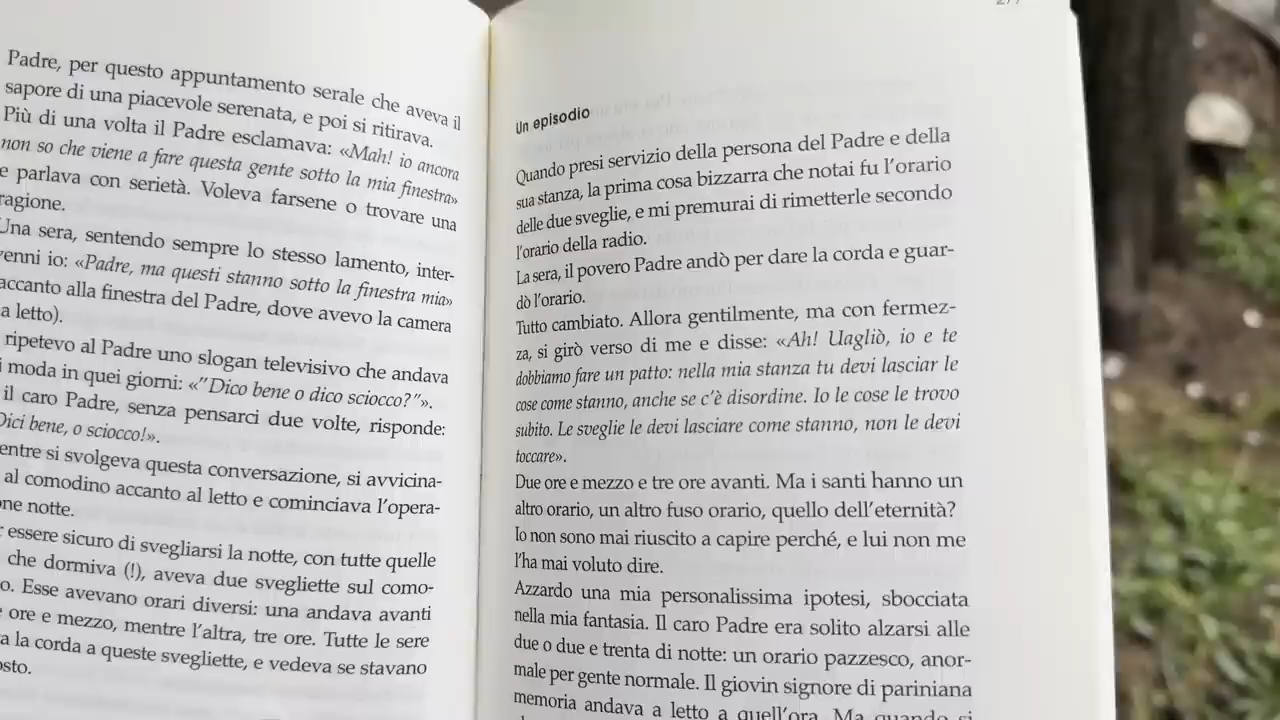 Padre, per questo appuntamento serale che aveva il
sapore di una piacevole serenata, e poi si ritirava.
Più di una volta il Padre esclamava: «Mah! io ancora
non so che viene a fare questa gente sotto la mia finestra»
e parlava con serietà. Voleva farsene o trovare una
ragione.
Una sera, sentendo sempre lo stesso lamento, inter-
venni io: «Padre, ma questi stanno sotto la finestra mia»
accanto alla finestra del Padre, dove avevo la camera
a letto).
ripetevo al Padre uno slogan televisivo che andava
i moda in quei giorni: «"Dico bene o dico sciocco?"».
il caro Padre, senza pensarci due volte, risponde:
Dici bene, o sciocco!».
entre si svolgeva questa conversazione, si avvicina-
al comodino accanto al letto e cominciava l'opera-
one notte.
essere sicuro di svegliarsi la notte, con tutte quelle
che dormiva (!), aveva due svegliette sul como-
o. Esse avevano orari diversi: una andava avanti
ore e mezzo, mentre l'altra, tre ore. Tutte le sere
a la corda a queste svegliette, e vedeva se stavano
osto.
Un episodio
Quando presi servizio della persona del Padre e della
sua stanza, la prima cosa bizzarra che notai fu l'orario
delle due sveglie, e mi premurai di rimetterle secondo
l'orario della radio.
La sera, il povero Padre andò per dare la corda e guar-
dò l'orario.
Tutto cambiato. Allora gentilmente, ma con fermez-
za, si girò verso di me e disse: «Ah! Uagliò, io e te
dobbiamo fare un patto: nella mia stanza tu devi lasciar le
cose come stanno, anche se c'è disordine. Io le cose le trovo
subito. Le sveglie le devi lasciare come stanno, non le devi
toccare».
Due ore e mezzo e tre ore avanti. Ma i santi hanno un
altro orario, un altro fuso orario, quello dell'eternità?
Io non sono mai riuscito a capire perché, e lui non me
l'ha mai voluto dire.
Azzardo una mia personalissima ipotesi, sbocciata
nella mia fantasia. Il caro Padre era solito alzarsi alle
due o due e trenta di notte: un orario pazzesco, anor-
male per gente normale. Il giovin signore di pariniana
memoria andava a letto a quell'ora. Ma quando si